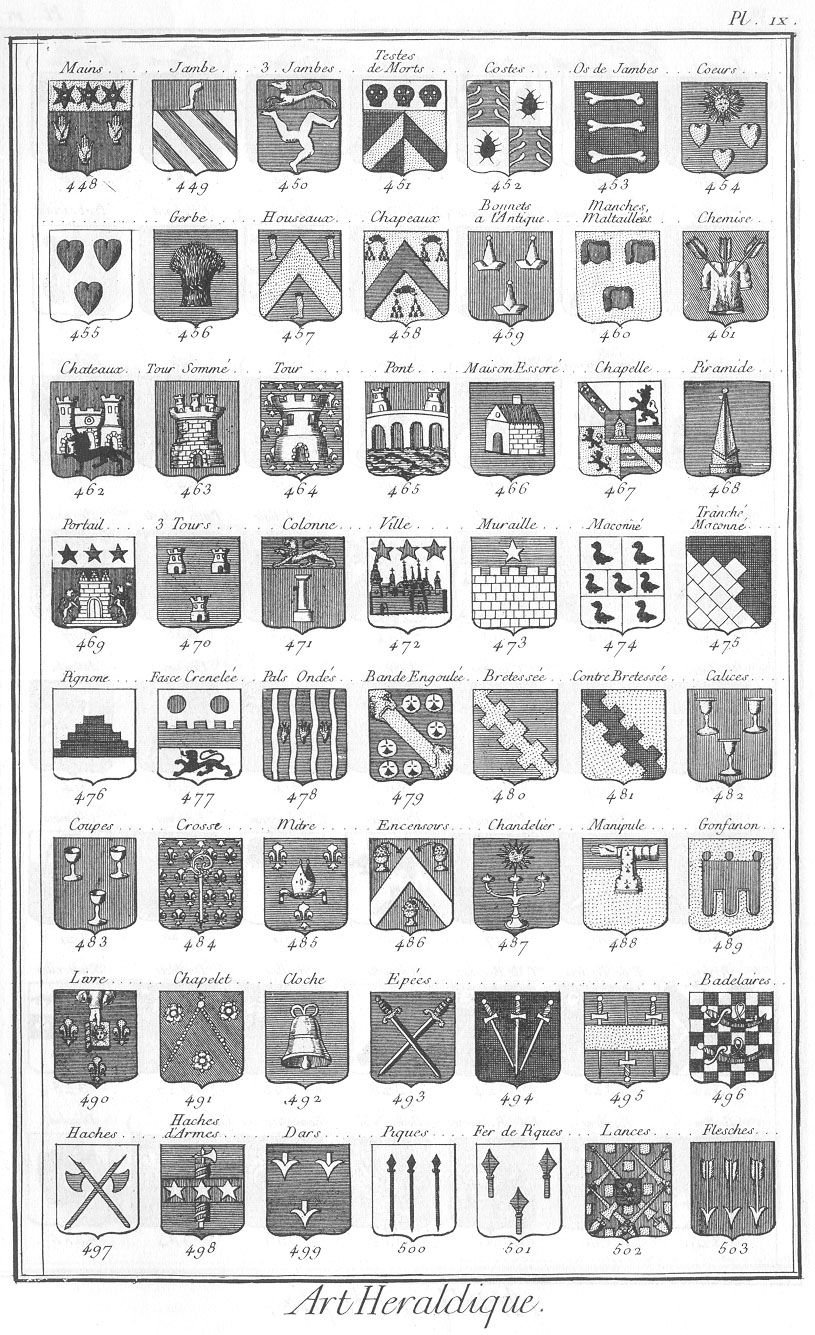 Pl. IX.
Mains Jambe 3 Jambes Testes de Morts Costes Os de Jambes Coeurs
448 449 450 451 452 453 454
Gerbe Houseaux Chapeaux Bonnets a l'Antique Manches Maltaillées Chemise
455 456 457 458 459 460 461
Chateaux Tour Sommé Tour Pont Maison Essoré Chapelle Piramide
462 463 464 465 466 467 468
Portail 3 Tours Colonne Ville Muraille Maconné Tranché Maconné
469 470 471 472 473 474 475
Pignone Fasce Crenelée Pals Ondés Bande Engoulée Bretessée Contre Bretessée Calices
476 477 478 479 480 481 482
Coupes Crosse Mitre Encensoirs Chandelier Manipule Gonfanon
483 484 485 486 487 488 489
Livre Chapelet Cloche Epées Badelaires
490 491 492 493 494 495 496
Haches Haches d'Armes Dars Piques Fer de Piques Lances Flesches
497 498 499 500 501 502 503
Art Heraldique.